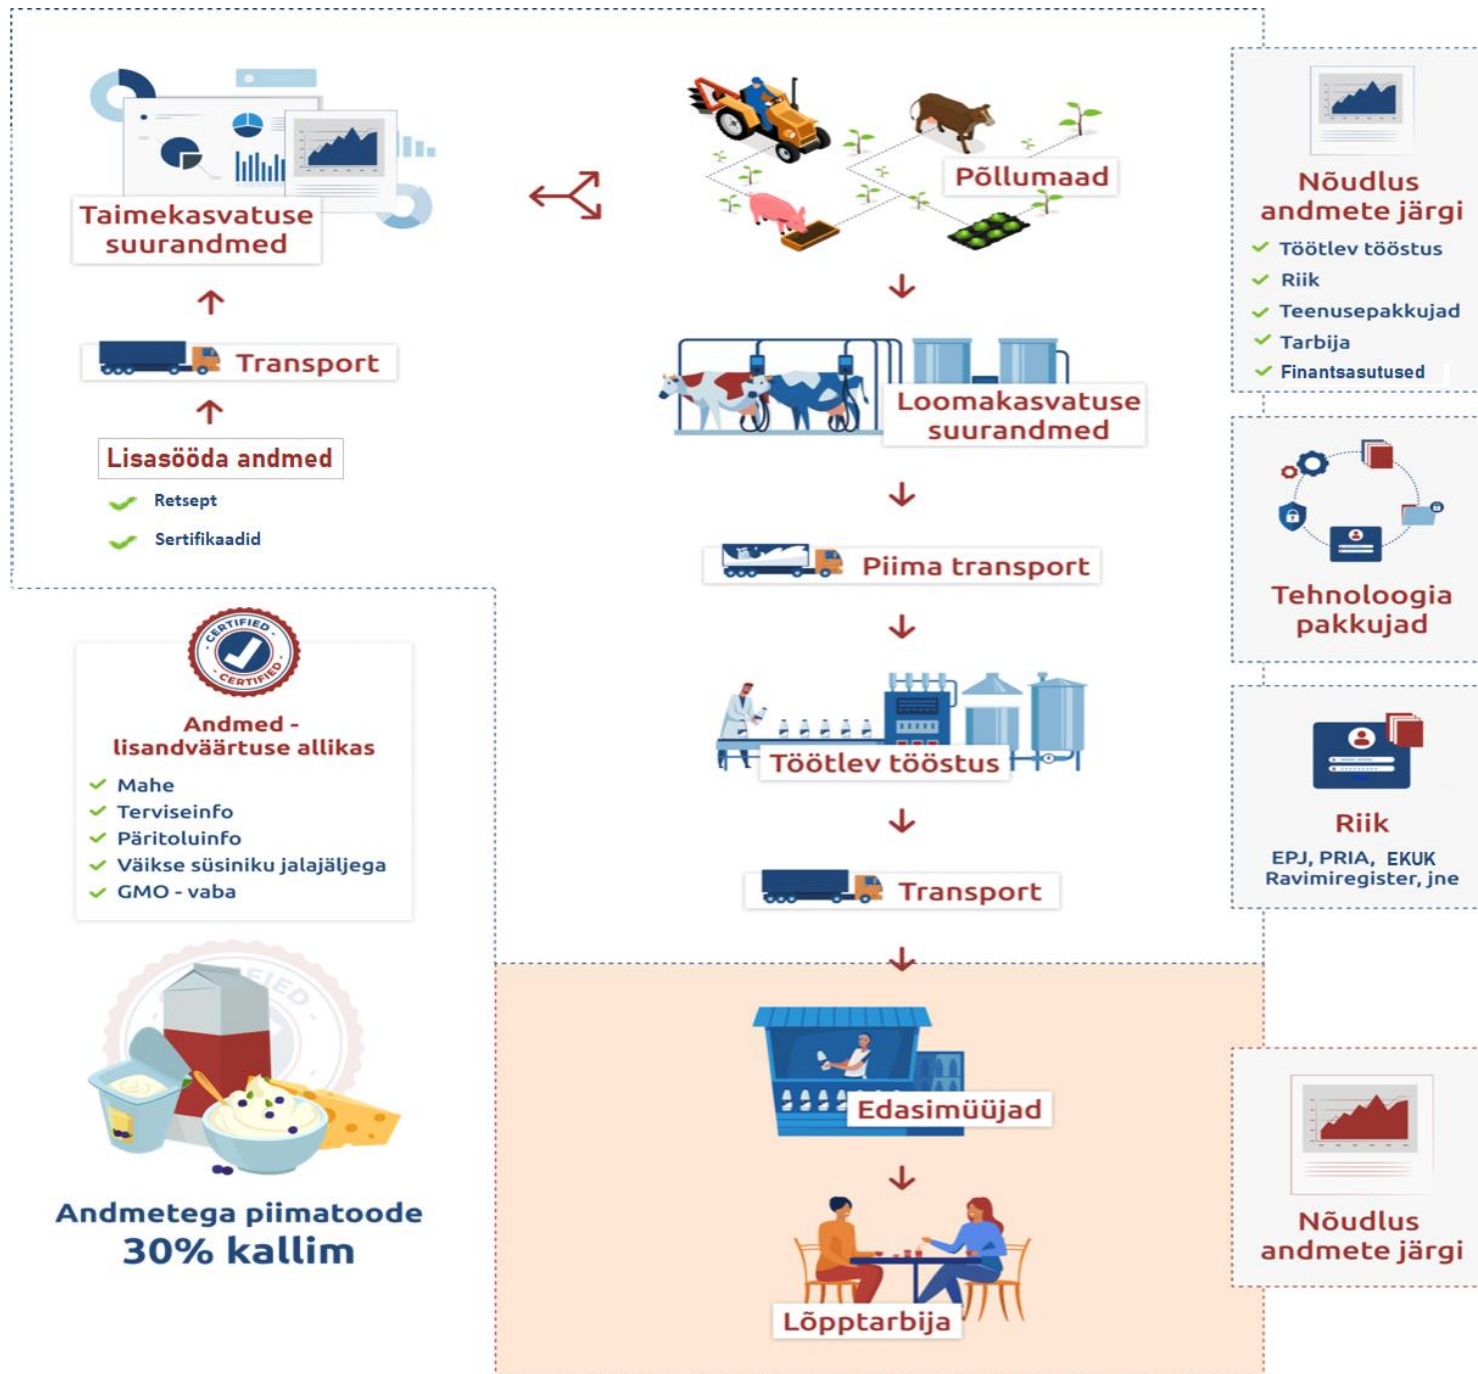 Taimekasvatuse
suurandmed
Transport
Lisasööda andmed
Retsept
Sertifikaadid
Põllumaad
Loomakasvatuse
suurandmed
Piima transport
Töötlev tööstus
Transport
Edasimüüjad
Lõpptarbija
CERTIFIED
CERTIFIED
Andmed -
lisandväärtuse allikas
Mahe
Terviseinfo
Päritoluinfo
Väikse süsiniku jalajäljega
GMO - vaba
Andmetega piimatoode
30% kallim
Nõudlus
andmete järgi
Töötlev tööstus
Riik
Teenusepakkujad
Tarbija
Finantsasutused
Tehnoloogia
pakkujad
Riik
EPJ, PRIA, EKUK
Ravimiregister, jne
Nõudlus
andmete järgi